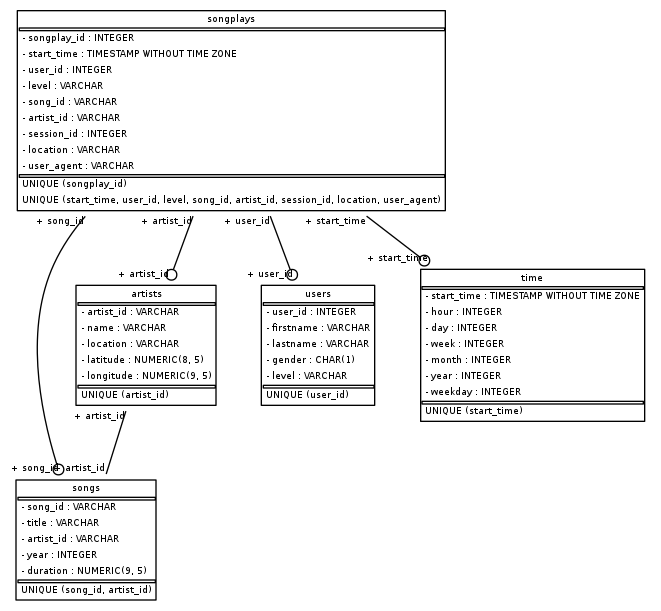 songplays
- songplay_id : INTEGER
- start_time : TIMESTAMP WITHOUT TIME ZONE
- user_id : INTEGER
- level : VARCHAR
- song_id : VARCHAR
- artist_id : VARCHAR
- session_id : INTEGER
- location : VARCHAR
- user_agent : VARCHAR
UNIQUE (songplay_id)
UNIQUE (start_time, user_id, level, song_id, artist_id, session_id, location, user_agent)
+ song_id
+ artist_id
+ user_id
+ start_time
+ artist_id
+ user_id
+ start_time
artists
- artist_id : VARCHAR
- name : VARCHAR
- location : VARCHAR
- latitude : NUMERIC(8, 5)
- longitude : NUMERIC(9, 5)
UNIQUE (artist_id)
users
- user_id : INTEGER
- firstname : VARCHAR
- lastname : VARCHAR
- gender : CHAR(1)
- level : VARCHAR
UNIQUE (user_id)
time
- start_time : TIMESTAMP WITHOUT TIME ZONE
- hour : INTEGER
- day : INTEGER
- week : INTEGER
- month : INTEGER
- year : INTEGER
- weekday : INTEGER
UNIQUE (start_time)
+ artist_id
+ song_id
+ artist_id
songs
- song_id : VARCHAR
- title : VARCHAR
- artist_id : VARCHAR
- year : INTEGER
- duration : NUMERIC(9, 5)
UNIQUE (song_id, artist_id)